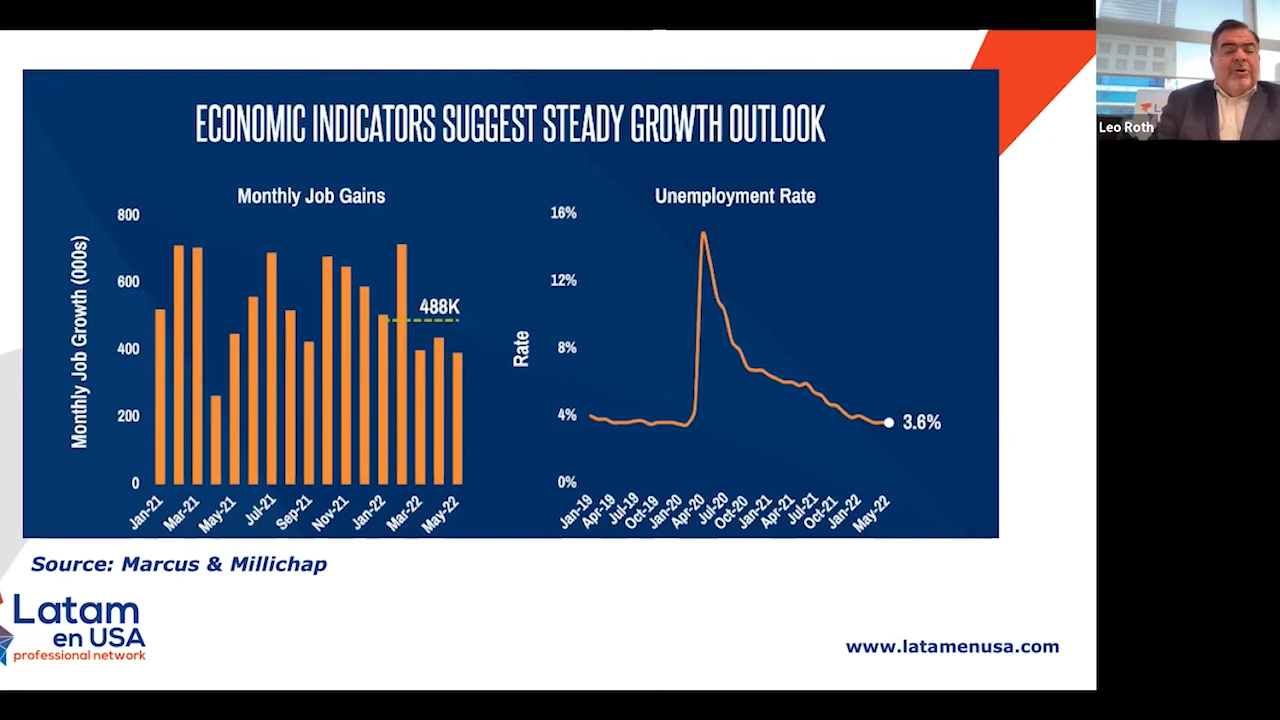 ECONOMIC INDICATORS SUGGEST STEADY GROWTH OUTLOOK
Monthly Job Gains
Monthly Job Growth (000s)
800
600
400
200
0
488K
Jan-21
Mar-21
May-21
Jul-21
Sep-21
Nov-21
Jan-22
Mar-22
May-22
Unemployment Rate
Rate
16%
12%
8%
4%
0%
3.6%
Jan-19
Apr-19
Jul-19
Oct-19
Jan-20
Apr-20
Jul-20
Oct-20
Jan-21
Apr-21
Jul-21
Oct-21
Jan-22
May-22
Source: Marcus & Millichap
Latam
en USA
professional network
www.latamenusa.com
Leo Roth